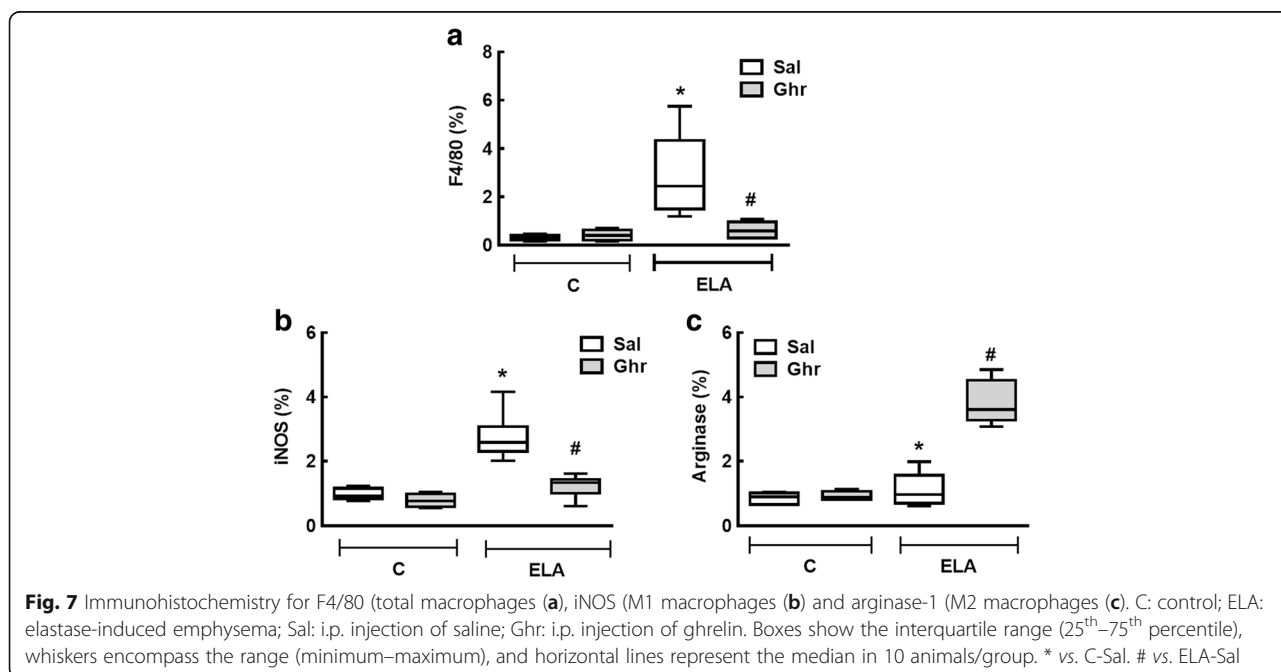 a
8
6
4
2
0
F4/80 (%)
Sal
Ghr
*
#
C
ELA
b
6
4
2
0
iNOS (%)
Sal
Ghr
*
#
C
ELA
c
6
4
2
0
Arginase (%)
Sal
Ghr
*
#
C
ELA
Fig. 7 Immunohistochemistry for F4/80 (total macrophages (a), iNOS (M1 macrophages (b) and arginase-1 (M2 macrophages (c). C: control; ELA:
elastase-induced emphysema; Sal: i.p. injection of saline; Ghr: i.p. injection of ghrelin. Boxes show the interquartile range (25th–75th percentile),
whiskers encompass the range (minimum–maximum), and horizontal lines represent the median in 10 animals/group. * vs. C-Sal. # vs. ELA-Sal